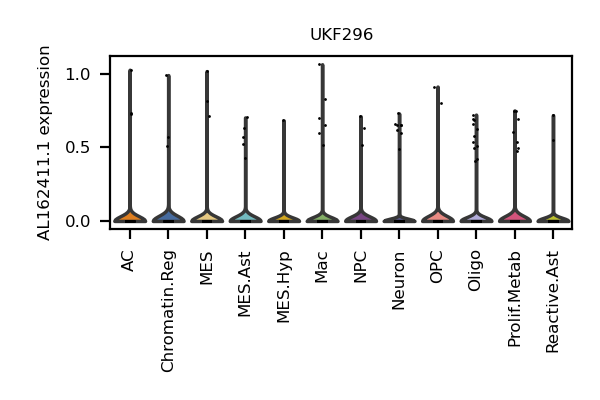 UKF296
AL162411.1 expression
1.0
0.5
0.0
AC
Chromatin.Reg
MES
MES.Ast
MES.Hyp
Mac
NPC
Neuron
OPC
Oligo
Prolif.Metab
Reactive.Ast